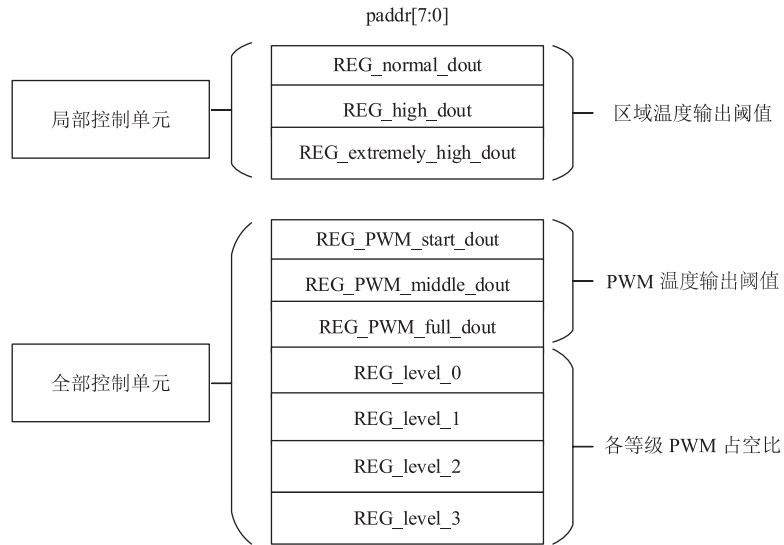 paddr[7:0]
REG_normal_dout
局部控制单元
REG_high_dout
区域温度输出阈值
REG_extremely_high_dout
REG_PWM_start_dout
REG_PWM_middle_dout
PWM 温度输出阈值
REG_PWM_full_dout
全部控制单元
REG_level_0
REG_level_1
各等级 PWM 占空比
REG_level_2
REG_level_3